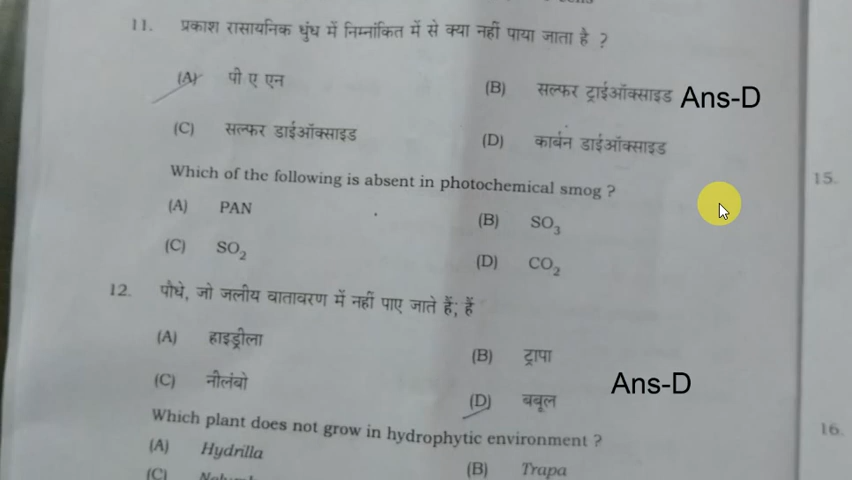 11. प्रकाश रासायनिक धुंध में निम्नांकित में से क्या नहीं पाया जाता है ?
(A) पी ए एन
(B) सल्फर ट्राईऑक्साइड Ans-D
(C) सल्फर डाईऑक्साइड
(D) कार्बन डाईऑक्साइड
Which of the following is absent in photochemical smog ?
15.
(A) PAN
(B) SO3
(C) SO2
(D) CO2
12. पौधे, जो जलीय वातावरण में नहीं पाए जाते हैं; हैं
(A) हाइड्रीला
(B) ट्रापा
(C) नीलंबो
(D) बबूल
Ans-D
Which plant does not grow in hydrophytic environment ?
16.
(A) Hydrilla
(B) Trapa
(C)